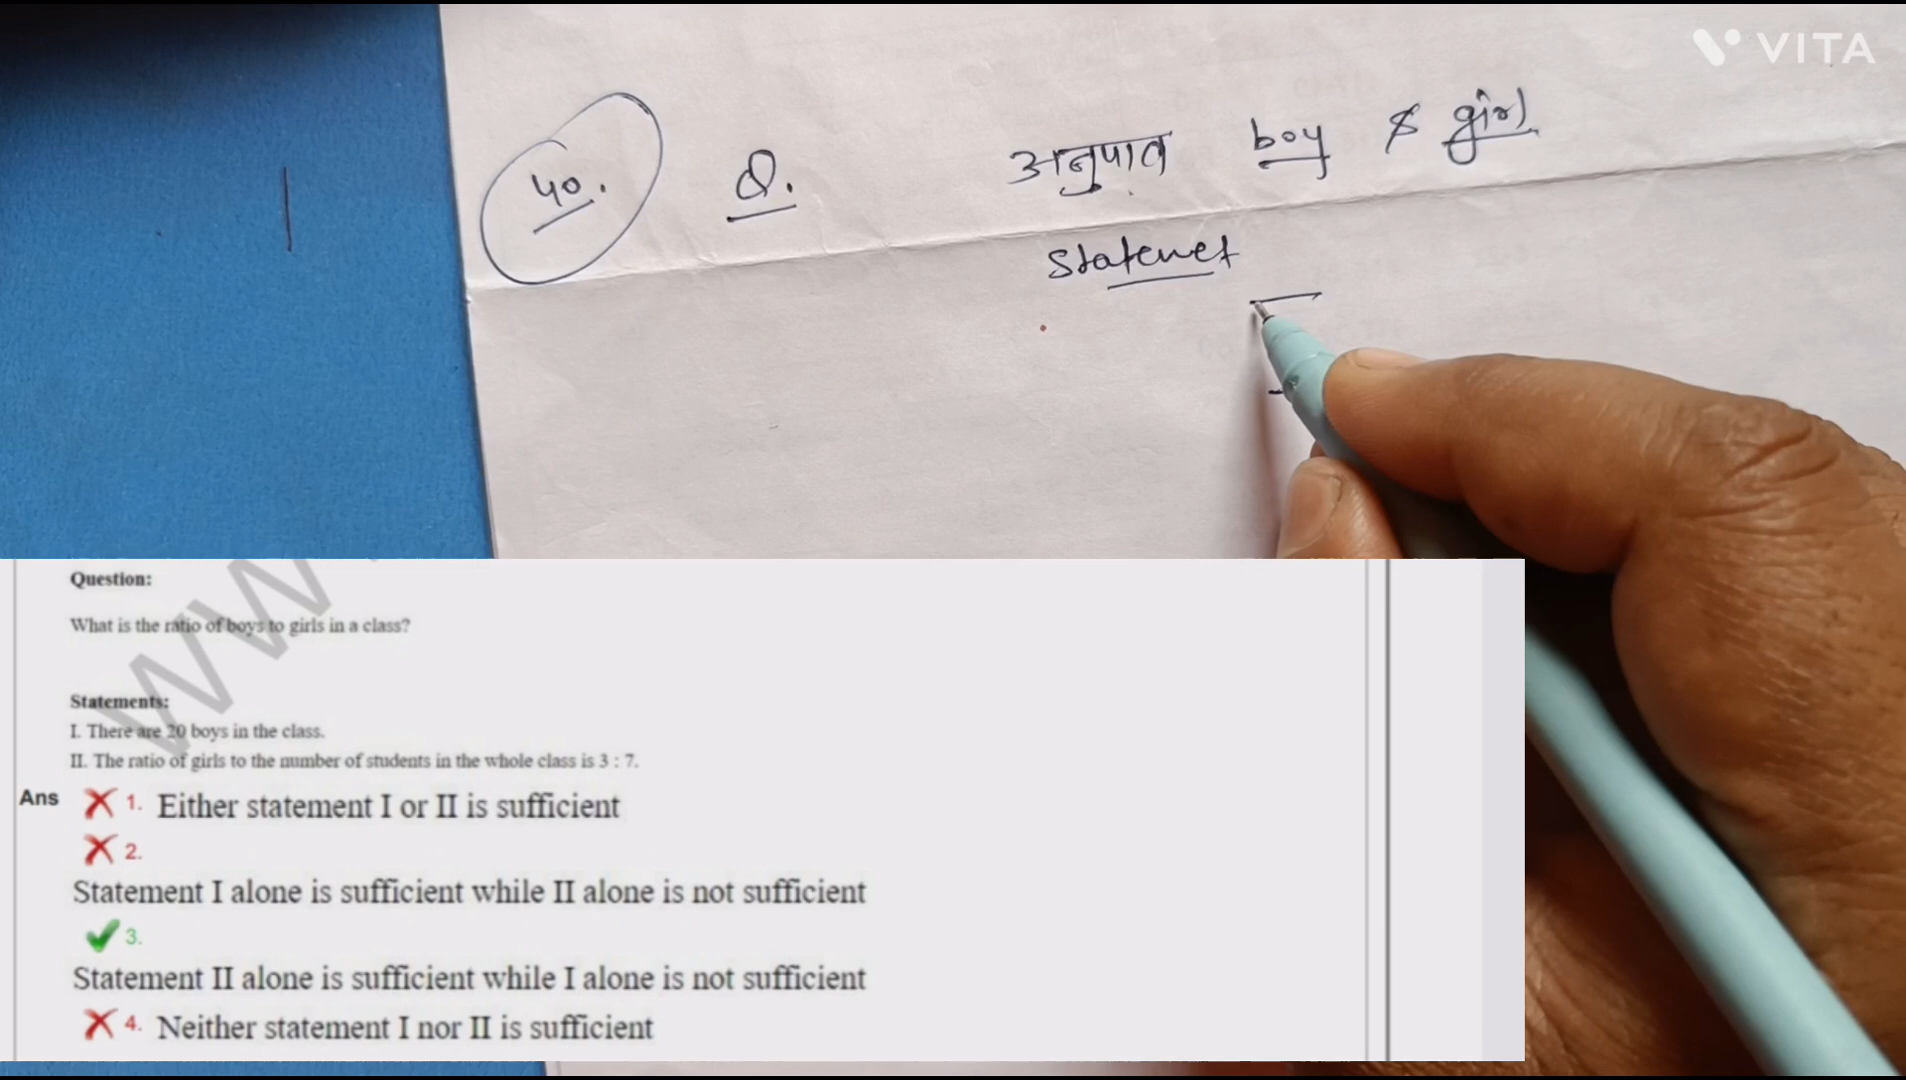 VITA
40. Q. अनुपात boy & girl
Statemet
Question:
What is the ratio of boys to girls in a class?
Statements:
I. There are 20 boys in the class.
II. The ratio of girls to the number of students in the whole class is 3 : 7.
Ans 1. Either statement I or II is sufficient
2.
Statement I alone is sufficient while II alone is not sufficient
3.
Statement II alone is sufficient while I alone is not sufficient
4. Neither statement I nor II is sufficient